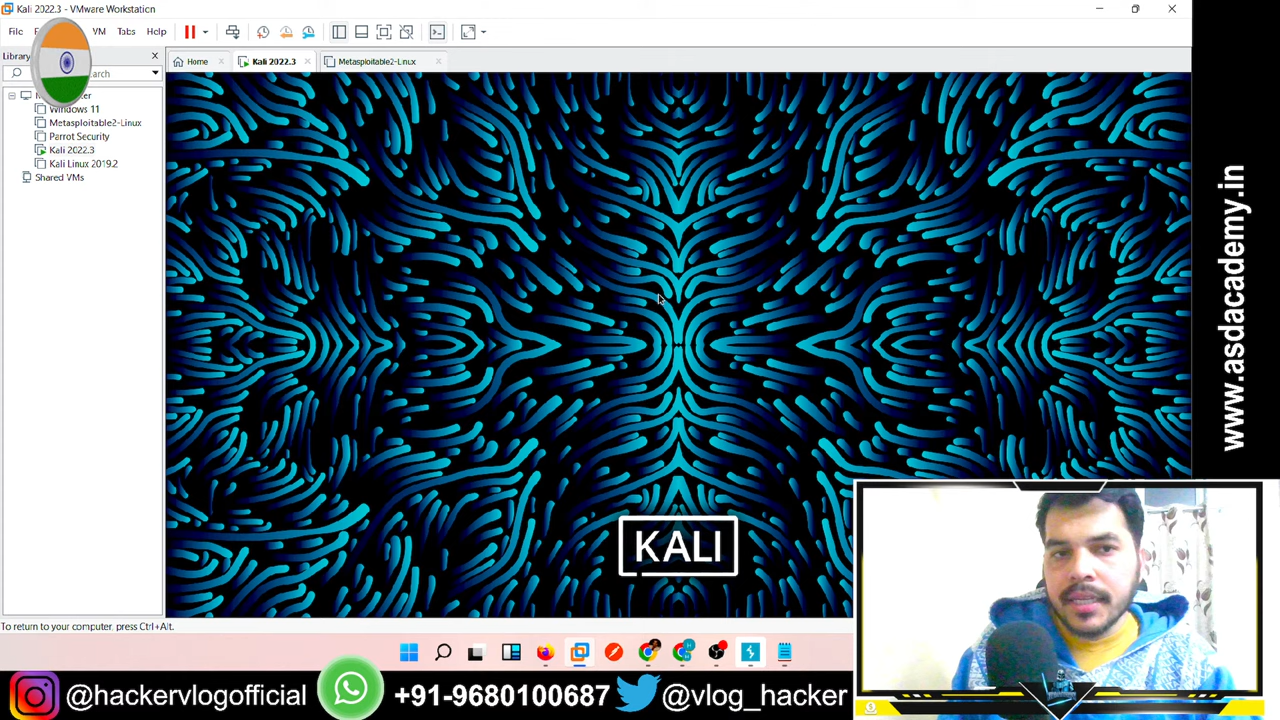 Kali 2022.3 - VMware Workstation
File
VM
Tabs
Help
Library
Home
Kali 2022.3
Metasploitable2-Linux
Windows 11
Metasploitable2-Linux
Parrot Security
Kali 2022.3
Kali Linux 2019.2
Shared VMs
KALI
To return to your computer, press Ctrl+Alt.
www.asdacademy.in
@hackervlogofficial
+91-9680100687
@vlog_hacker